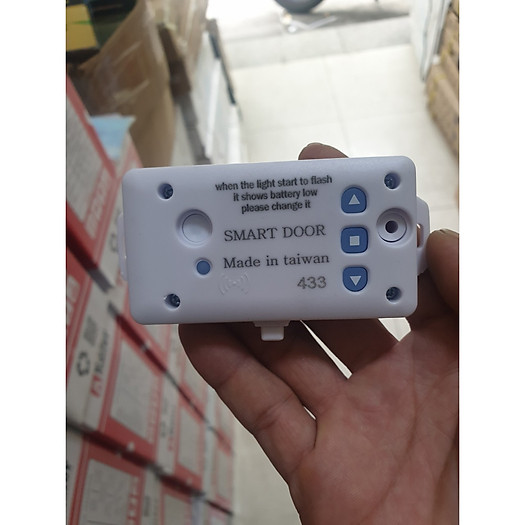 when the light start to flash
it shows battery low
please change it
SMART DOOR
Made in taiwan
433